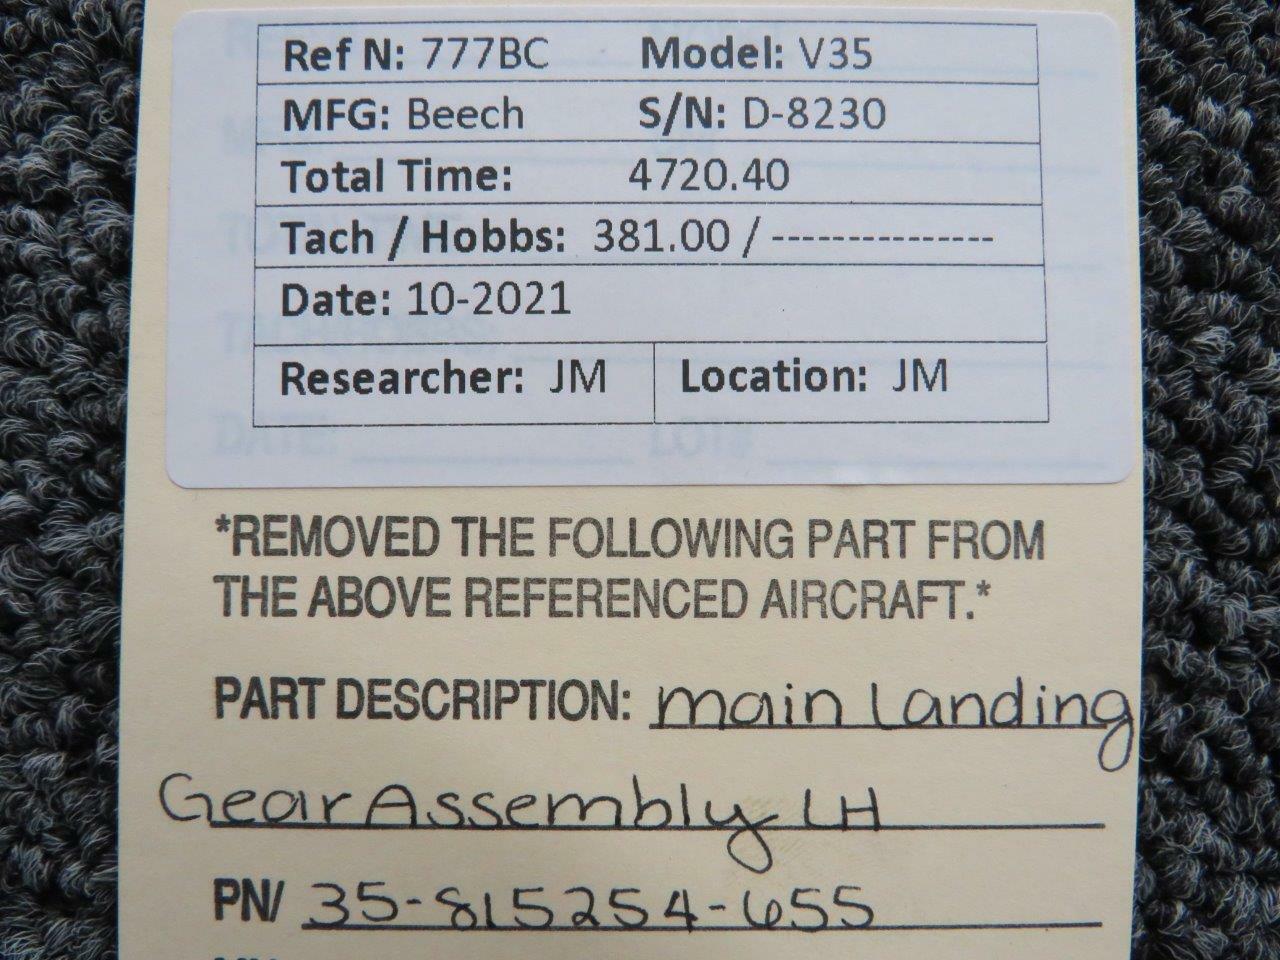 Ref N: 777BC Model: V35
MFG: Beech S/N: D-8230
Total Time: 4720.40
Tach / Hobbs: 381.00 / ---------------
Date: 10-2021
Researcher: JM Location: JM
DATE: LOT#
*REMOVED THE FOLLOWING PART FROM
THE ABOVE REFERENCED AIRCRAFT.*
PART DESCRIPTION: main Landing
Gear Assembly LH
PN/ 35-815254-655